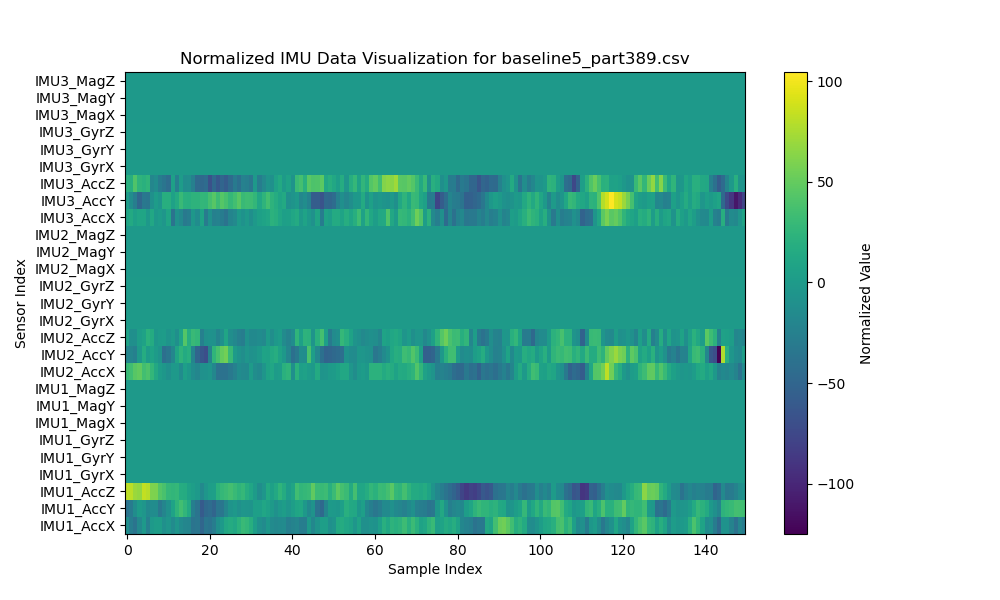 Normalized IMU Data Visualization for baseline5_part389.csv
IMU3_MagZ
IMU3_MagY
IMU3_MagX
IMU3_GyrZ
IMU3_GyrY
IMU3_GyrX
IMU3_AccZ
IMU3_AccY
IMU3_AccX
IMU2_MagZ
IMU2_MagY
IMU2_MagX
IMU2_GyrZ
IMU2_GyrY
IMU2_GyrX
IMU2_AccZ
IMU2_AccY
IMU2_AccX
IMU1_MagZ
IMU1_MagY
IMU1_MagX
IMU1_GyrZ
IMU1_GyrY
IMU1_GyrX
IMU1_AccZ
IMU1_AccY
IMU1_AccX
Sensor Index
0 20 40 60 80 100 120 140
Sample Index
100
50
0
−50
−100
Normalized Value